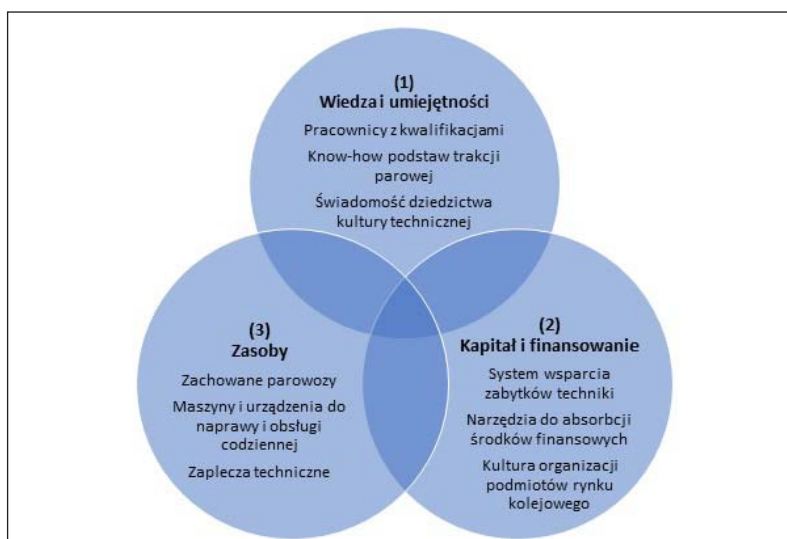 (1)
Wiedza i umiejętności
Pracownicy z kwalifikacjami
Know-how podstaw trakcji
parowej
Świadomość dziedzictwa
kultury technicznej
(3)
Zasoby
Zachowane parowozy
Maszyny i urządzenia do
naprawy i obsługi
codziennej
Zaplecza techniczne
(2)
Kapitał i finansowanie
System wsparcia
zabytków techniki
Narzędzia do absorbcji
środków finansowych
Kultura organizacji
podmiotów rynku
kolejowego